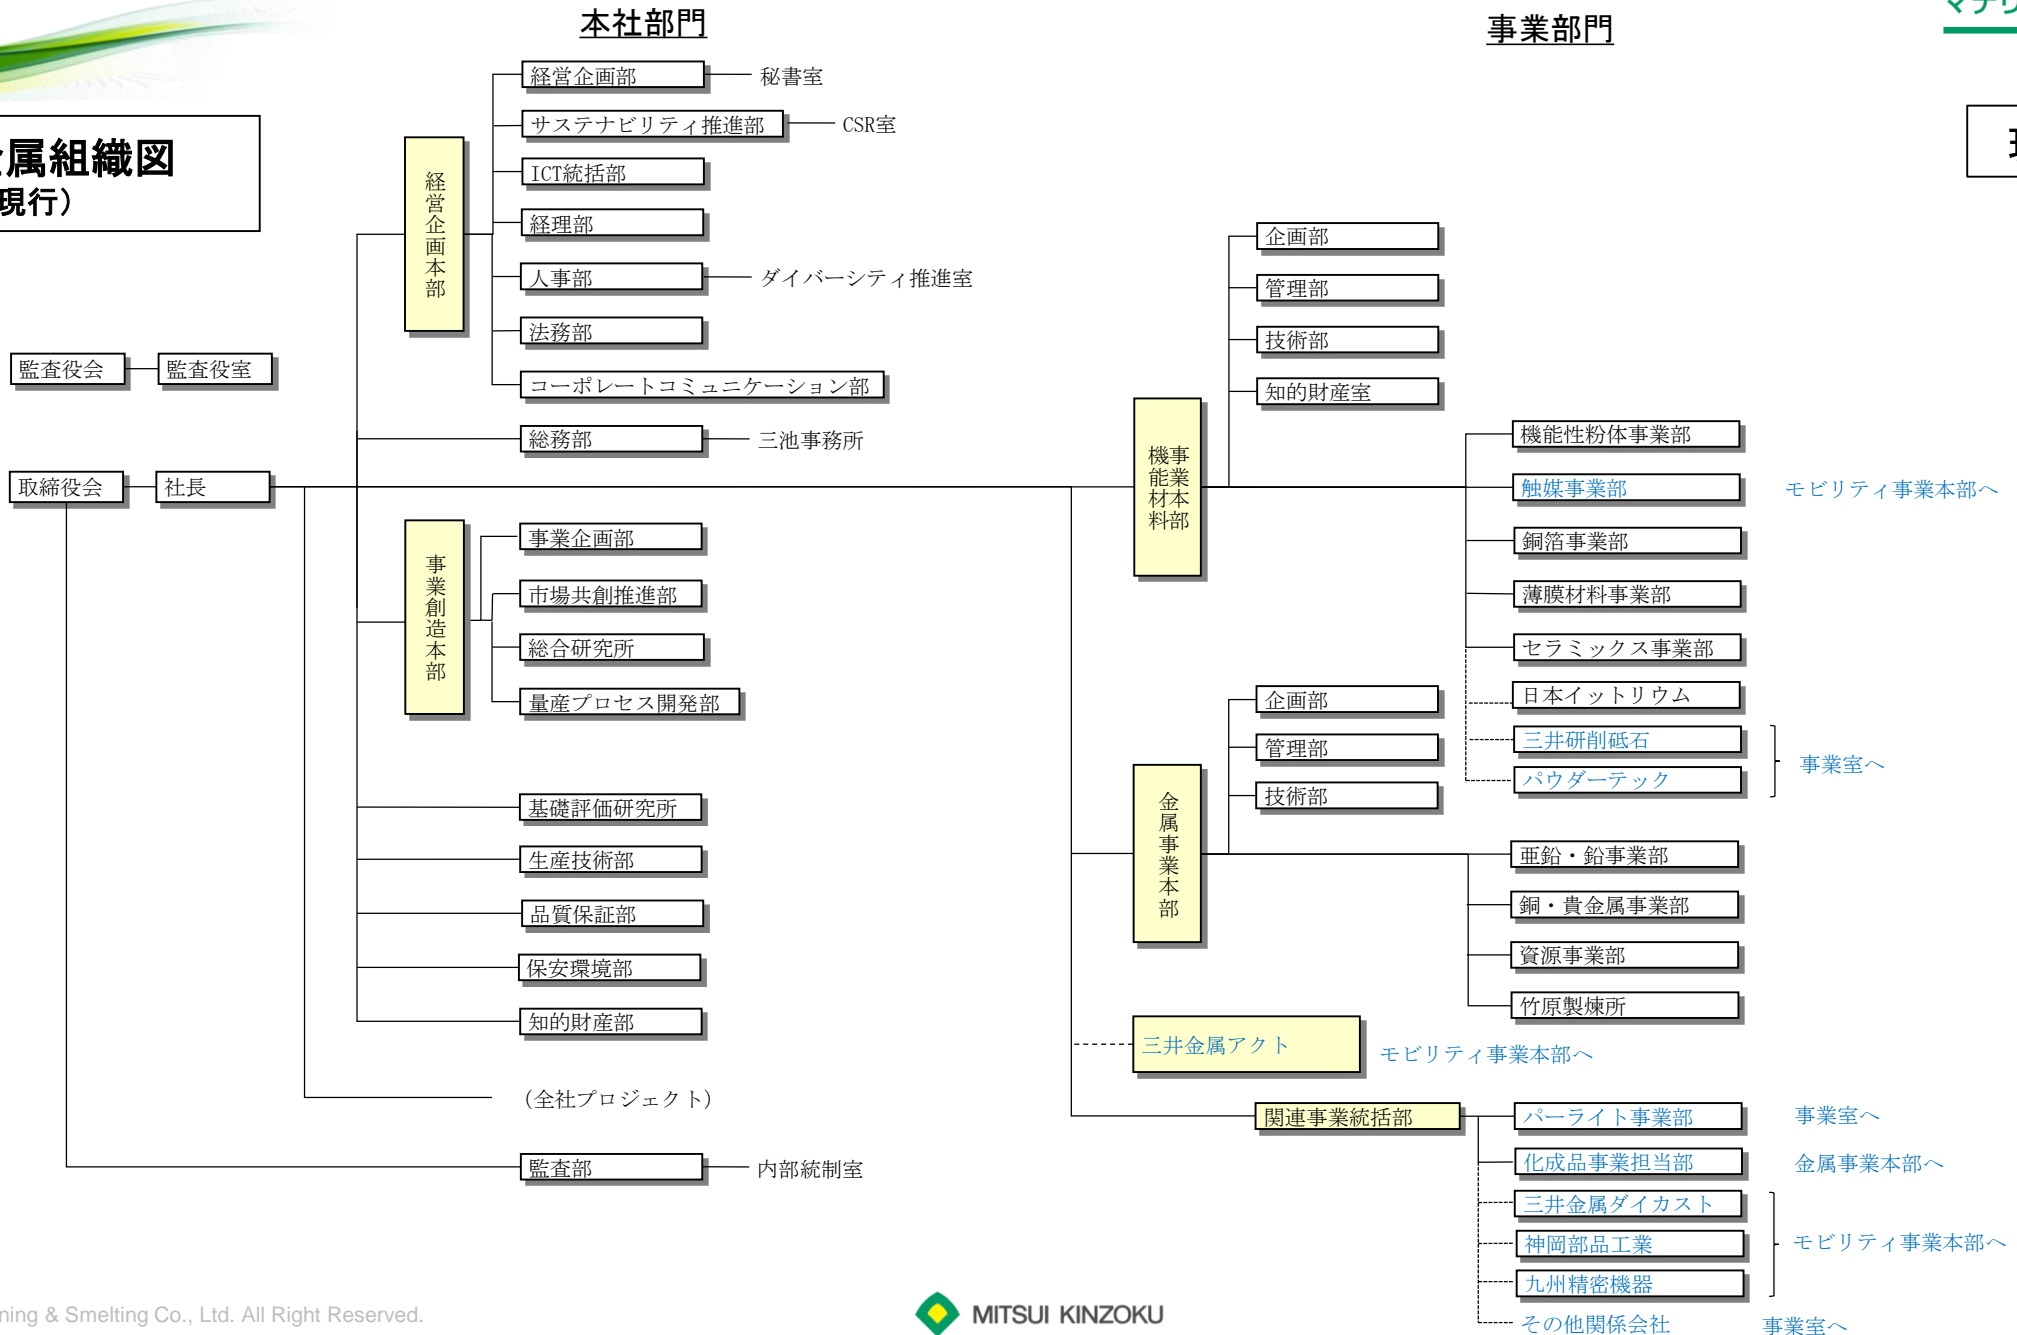 本社部門
事業部門
属組織図
現行）
経営企画本部
経営企画部
秘書室
サステナビリティ推進部
CSR室
ICT統括部
経理部
人事部
ダイバーシティ推進室
法務部
コーポレートコミュニケーション部
監査役会
監査役室
総務部
三池事務所
取締役会
社長
事業創造本部
事業企画部
市場共創推進部
総合研究所
量産プロセス開発部
基礎評価研究所
生産技術部
品質保証部
保安環境部
知的財産部
（全社プロジェクト）
監査部
内部統制室
機能材料
事業本部
企画部
管理部
技術部
知的財産室
機能性粉体事業部
触媒事業部
モビリティ事業本部へ
銅箔事業部
薄膜材料事業部
セラミックス事業部
日本イットリウム
三井研削砥石
パウダーテック
事業室へ
金属事業本部
企画部
管理部
技術部
亜鉛・鉛事業部
銅・貴金属事業部
資源事業部
竹原製煉所
三井金属アクト
モビリティ事業本部へ
関連事業統括部
パーライト事業部
事業室へ
化成品事業担当部
金属事業本部へ
三井金属ダイカスト
神岡部品工業
九州精密機器
モビリティ事業本部へ
その他関係会社
事業室へ
ning & Smelting Co., Ltd. All Right Reserved.
MITSUI KINZOKU